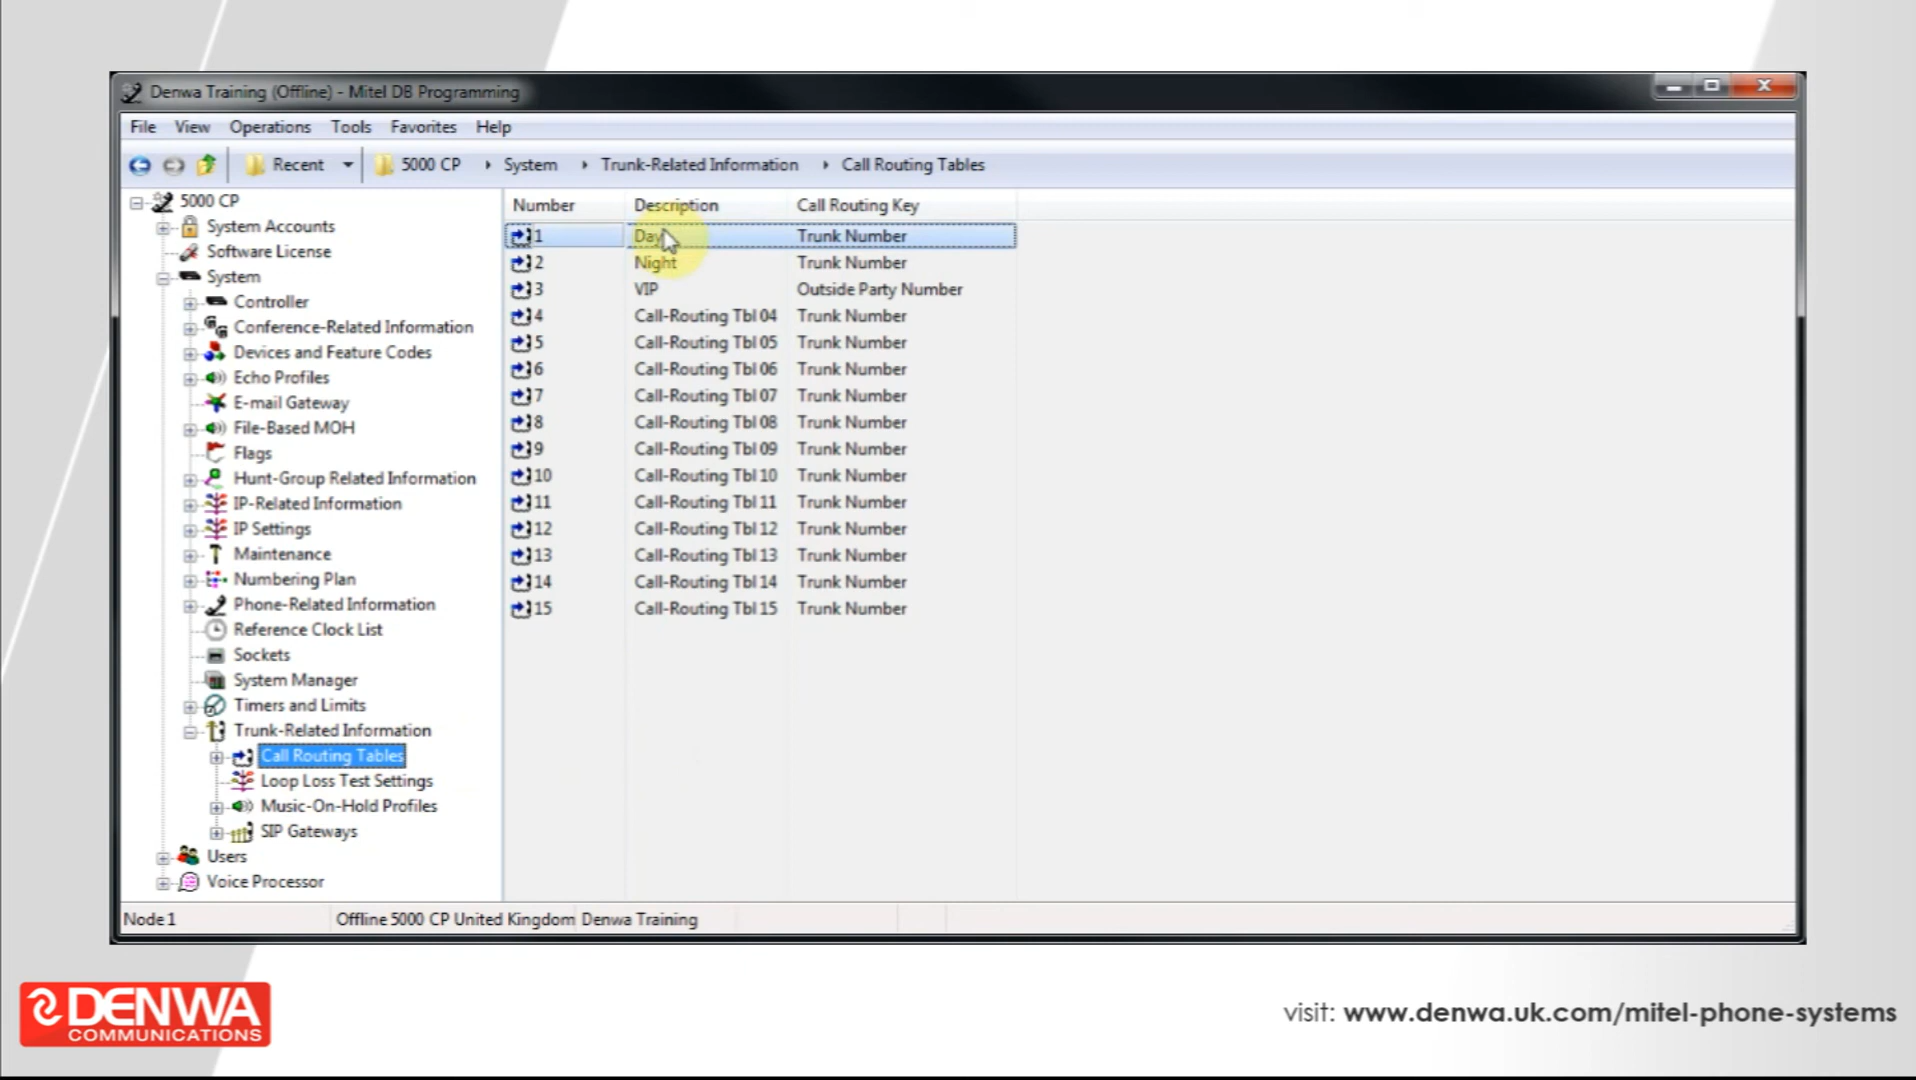 Denwa Training (Offline) - Mitel DB Programming
File View Operations Tools Favorites Help
Recent 5000 CP System Trunk-Related Information Call Routing Tables
5000 CP
System Accounts
Software License
System
Controller
Conference-Related Information
Devices and Feature Codes
Echo Profiles
E-mail Gateway
File-Based MOH
Flags
Hunt-Group Related Information
IP-Related Information
IP Settings
Maintenance
Numbering Plan
Phone-Related Information
Reference Clock List
Sockets
System Manager
Timers and Limits
Trunk-Related Information
Call Routing Tables
Loop Loss Test Settings
Music-On-Hold Profiles
SIP Gateways
Users
Voice Processor
Number Description Call Routing Key
1 Day Trunk Number
2 Night Trunk Number
3 VIP Outside Party Number
4 Call-Routing Tbl 04 Trunk Number
5 Call-Routing Tbl 05 Trunk Number
6 Call-Routing Tbl 06 Trunk Number
7 Call-Routing Tbl 07 Trunk Number
8 Call-Routing Tbl 08 Trunk Number
9 Call-Routing Tbl 09 Trunk Number
10 Call-Routing Tbl 10 Trunk Number
11 Call-Routing Tbl 11 Trunk Number
12 Call-Routing Tbl 12 Trunk Number
13 Call-Routing Tbl 13 Trunk Number
14 Call-Routing Tbl 14 Trunk Number
15 Call-Routing Tbl 15 Trunk Number
Node 1 Offline 5000 CP United Kingdom Denwa Training
DENWA
COMMUNICATIONS
visit: www.denwa.uk.com/mitel-phone-systems